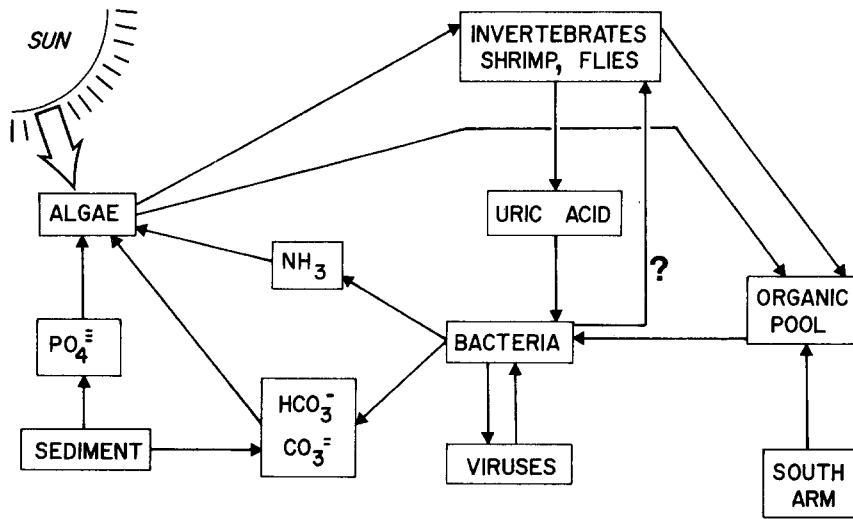 SUN
INVERTEBRATES
SHRIMP, FLIES
ALGAE
URIC ACID
NH₃
?
ORGANIC
POOL
PO₄≡
BACTERIA
HCO₃⁻
CO₃⁼
SEDIMENT
VIRUSES
SOUTH
ARM